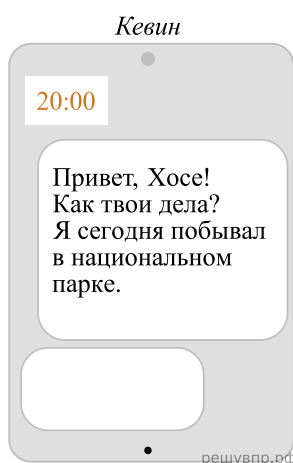 Кевин
20:00
Привет, Хосе!
Как твои дела?
Я сегодня побывал
в национальном
парке.
решувпр.рф